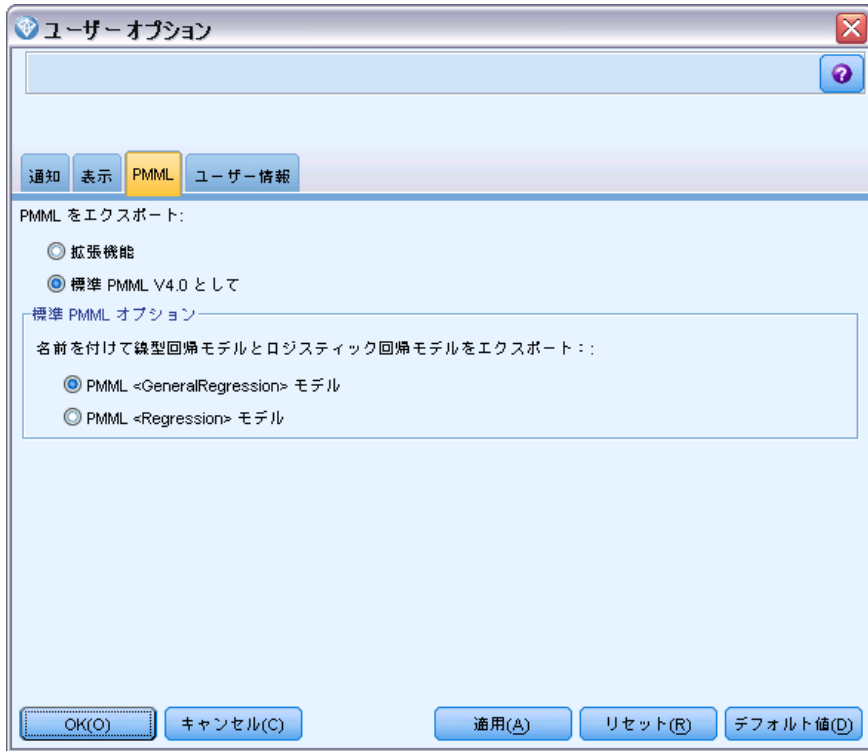 ユーザー オプション
通知 表示 PMML ユーザー情報
PMML をエクスポート:
拡張機能
標準 PMML V4.0 として
標準 PMML オプション
名前を付けて線型回帰モデルとロジスティック回帰モデルをエクスポート：:
PMML <GeneralRegression> モデル
PMML <Regression> モデル
OK(O) キャンセル(C) 適用(A) リセット(R) デフォルト値(D)